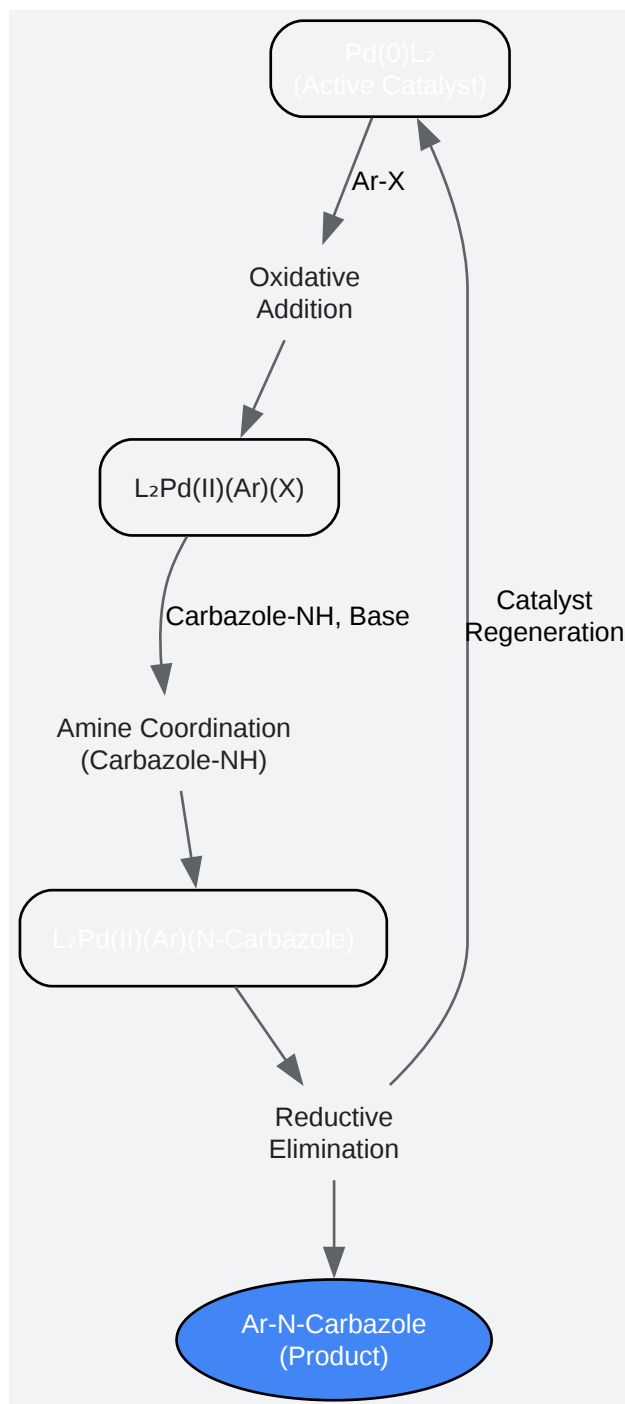 Pd(0)L₂
(Active Catalyst)
Ar-X
Oxidative
Addition
L₂Pd(II)(Ar)(X)
Catalyst
Regeneration
Carbazole-NH, Base
Amine Coordination
(Carbazole-NH)
L₂Pd(II)(Ar)(N-Carbazole)
Reductive
Elimination
Ar-N-Carbazole
(Product)